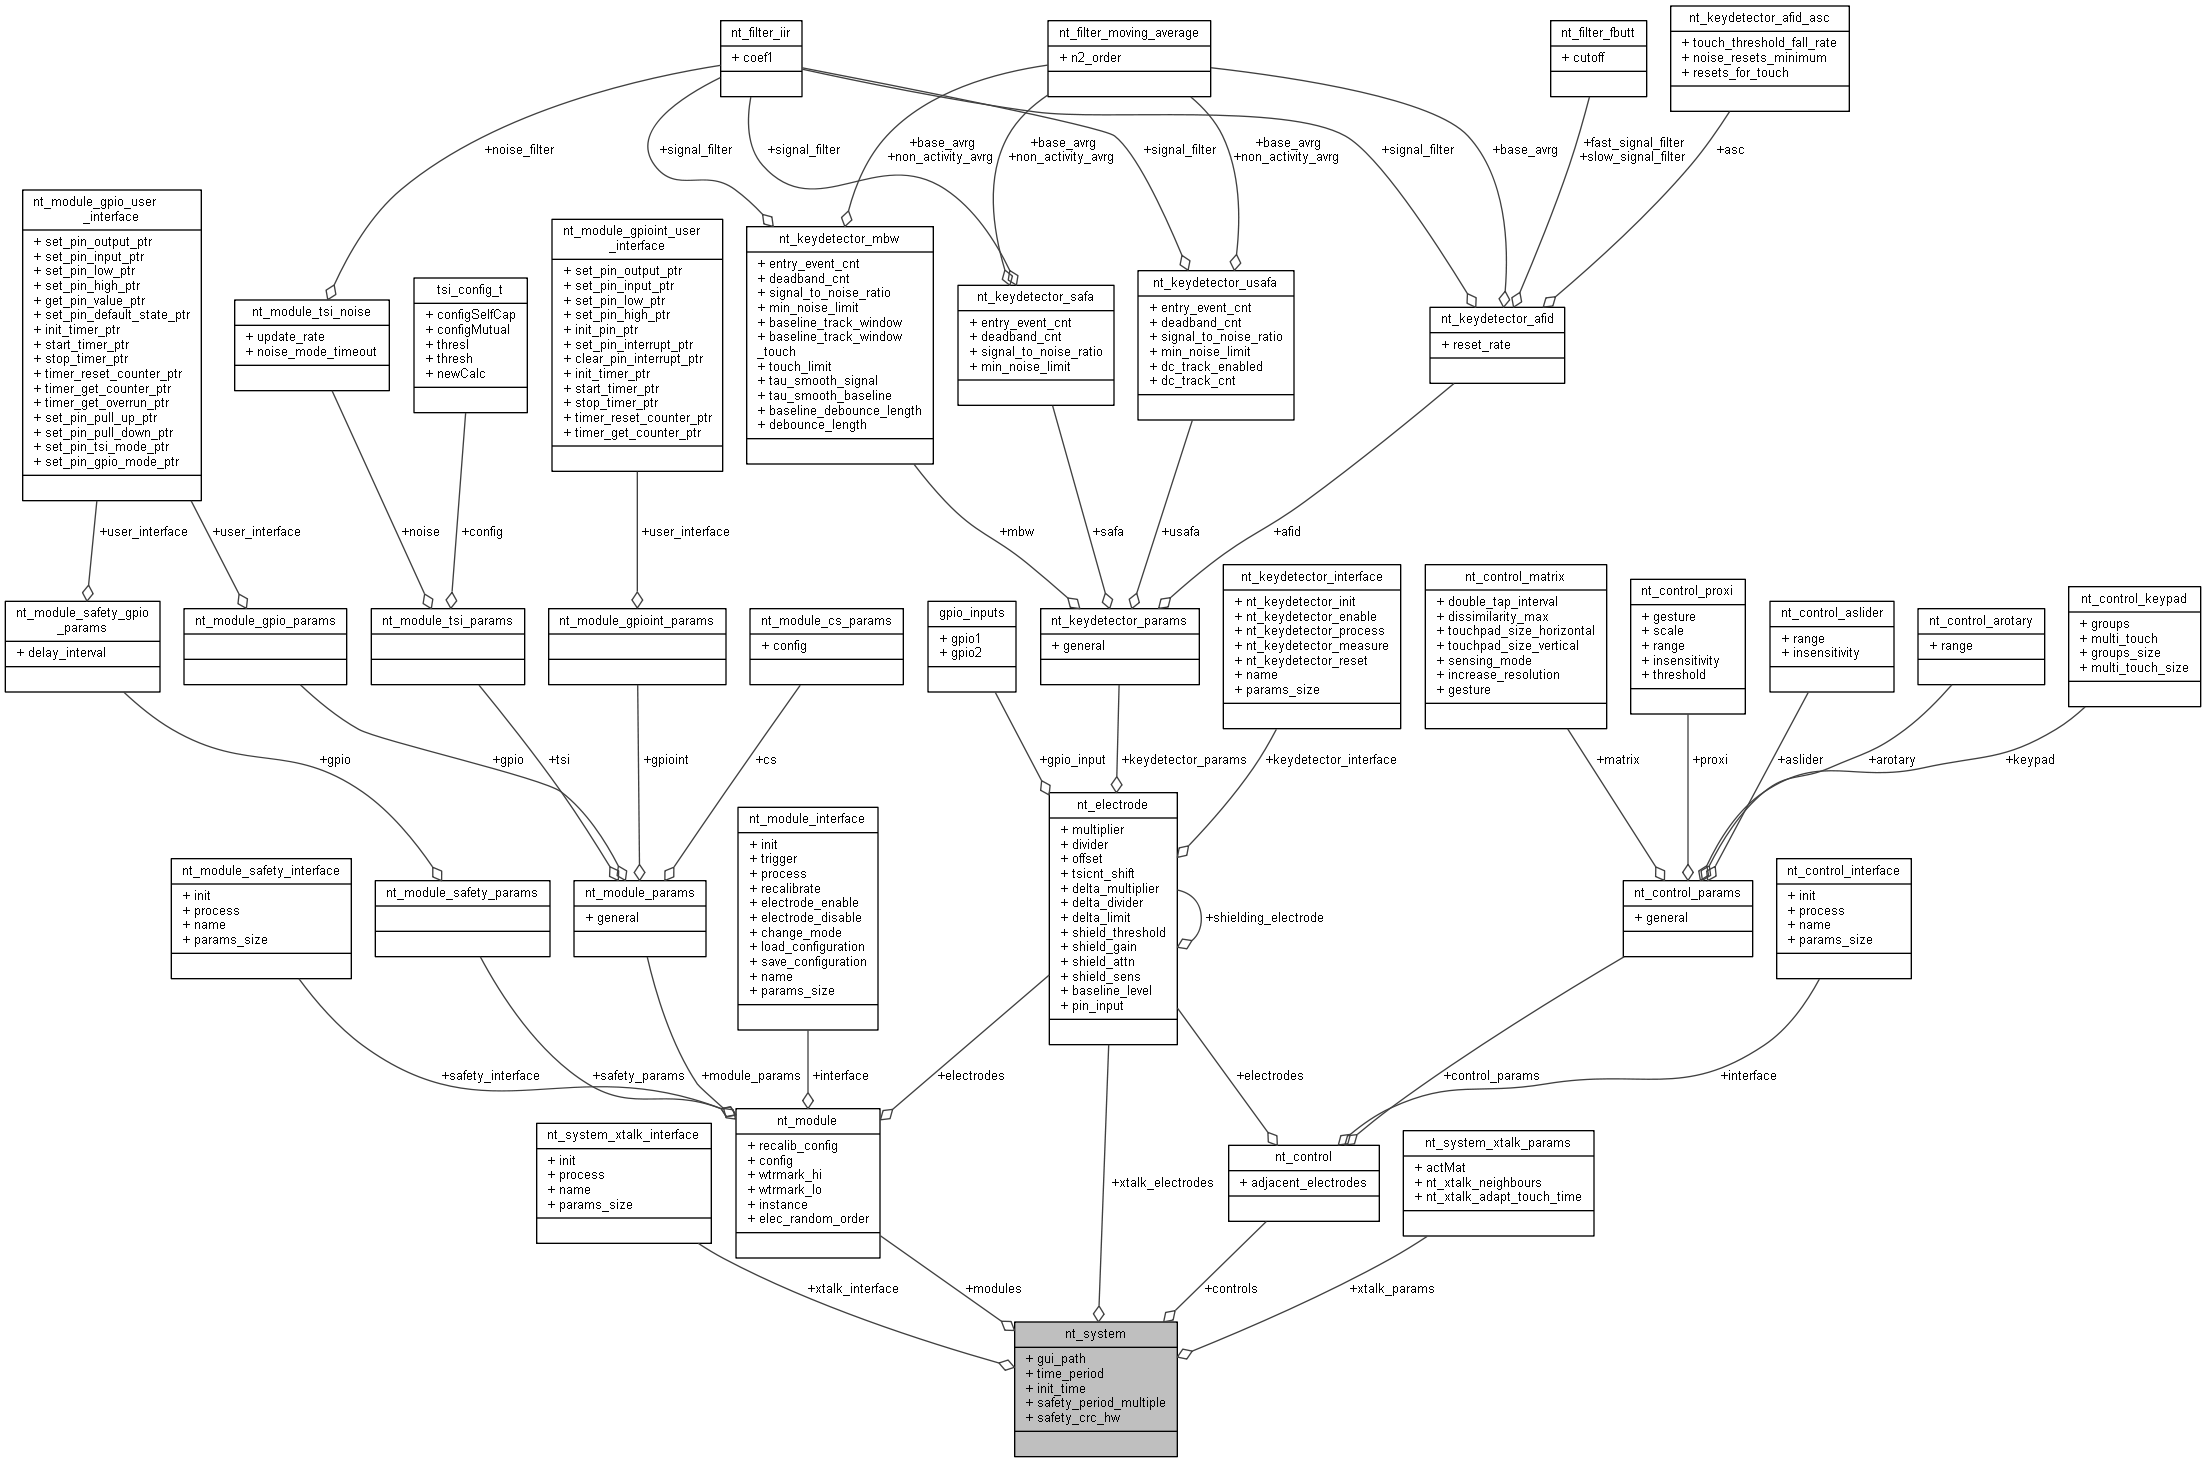 nt_filter_iir
+ coef1
nt_filter_moving_average
+ n2_order
nt_filter_fbutt
+ cutoff
nt_keydetector_afid_asc
+ touch_threshold_fall_rate
+ noise_resets_minimum
+ resets_for_touch
+noise_filter
+signal_filter
+signal_filter
+base_avrg
+non_activity_avrg
+base_avrg
+non_activity_avrg
+signal_filter
+base_avrg
+non_activity_avrg
+signal_filter
+base_avrg
+fast_signal_filter
+slow_signal_filter
+asc
nt_module_gpio_user
_interface
+ set_pin_output_ptr
+ set_pin_input_ptr
+ set_pin_low_ptr
+ set_pin_high_ptr
+ get_pin_value_ptr
+ set_pin_default_state_ptr
+ init_timer_ptr
+ start_timer_ptr
+ stop_timer_ptr
+ timer_reset_counter_ptr
+ timer_get_counter_ptr
+ timer_get_overrun_ptr
+ set_pin_pull_up_ptr
+ set_pin_pull_down_ptr
+ set_pin_tsi_mode_ptr
+ set_pin_gpio_mode_ptr
nt_module_tsi_noise
+ update_rate
+ noise_mode_timeout
tsi_config_t
+ configSelfCap
+ configMutual
+ thresl
+ thresh
+ newCalc
nt_module_gpioint_user
_interface
+ set_pin_output_ptr
+ set_pin_input_ptr
+ set_pin_low_ptr
+ set_pin_high_ptr
+ init_pin_ptr
+ set_pin_interrupt_ptr
+ clear_pin_interrupt_ptr
+ init_timer_ptr
+ start_timer_ptr
+ stop_timer_ptr
+ timer_reset_counter_ptr
+ timer_get_counter_ptr
nt_keydetector_mbw
+ entry_event_cnt
+ deadband_cnt
+ signal_to_noise_ratio
+ min_noise_limit
+ baseline_track_window
+ baseline_track_window
_touch
+ touch_limit
+ tau_smooth_signal
+ tau_smooth_baseline
+ baseline_debounce_length
+ debounce_length
nt_keydetector_safa
+ entry_event_cnt
+ deadband_cnt
+ signal_to_noise_ratio
+ min_noise_limit
nt_keydetector_usafa
+ entry_event_cnt
+ deadband_cnt
+ signal_to_noise_ratio
+ min_noise_limit
+ dc_track_enabled
+ dc_track_cnt
nt_keydetector_afid
+ reset_rate
+user_interface
+user_interface
+noise
+config
+user_interface
+mbw
+safa
+usafa
+afid
nt_module_safety_gpio
_params
+ delay_interval
nt_module_gpio_params
nt_module_tsi_params
nt_module_gpioint_params
nt_module_cs_params
+ config
gpio_inputs
+ gpio1
+ gpio2
nt_keydetector_params
+ general
nt_keydetector_interface
+ nt_keydetector_init
+ nt_keydetector_enable
+ nt_keydetector_process
+ nt_keydetector_measure
+ nt_keydetector_reset
+ name
+ params_size
nt_control_matrix
+ double_tap_interval
+ dissimilarity_max
+ touchpad_size_horizontal
+ touchpad_size_vertical
+ sensing_mode
+ increase_resolution
+ gesture
nt_control_proxi
+ gesture
+ scale
+ range
+ insensitivity
+ threshold
nt_control_aslider
+ range
+ insensitivity
nt_control_arotary
+ range
nt_control_keypad
+ groups
+ multi_touch
+ groups_size
+ multi_touch_size
+gpio
+gpio
+tsi
+gpioint
+cs
+gpio_input
+keydetector_params
+keydetector_interface
+matrix
+proxi
+aslider
+arotary
+keypad
nt_module_safety_interface
+ init
+ process
+ name
+ params_size
nt_module_safety_params
nt_module_params
+ general
nt_module_interface
+ init
+ trigger
+ process
+ recalibrate
+ electrode_enable
+ electrode_disable
+ change_mode
+ load_configuration
+ save_configuration
+ name
+ params_size
nt_electrode
+ multiplier
+ divider
+ offset
+ tsicnt_shift
+ delta_multiplier
+ delta_divider
+ delta_limit
+ shield_threshold
+ shield_gain
+ shield_attn
+ shield_sens
+ baseline_level
+ pin_input
+shielding_electrode
nt_control_params
+ general
nt_control_interface
+ init
+ process
+ name
+ params_size
+safety_interface
+safety_params
+module_params
+interface
+electrodes
+electrodes
+control_params
+interface
nt_system_xtalk_interface
+ init
+ process
+ name
+ params_size
nt_module
+ recalib_config
+ config
+ wtrmark_hi
+ wtrmark_lo
+ instance
+ elec_random_order
+xtalk_electrodes
nt_control
+ adjacent_electrodes
nt_system_xtalk_params
+ actMat
+ nt_xtalk_neighbours
+ nt_xtalk_adapt_touch_time
+xtalk_interface
+modules
+controls
+xtalk_params
nt_system
+ gui_path
+ time_period
+ init_time
+ safety_period_multiple
+ safety_crc_hw